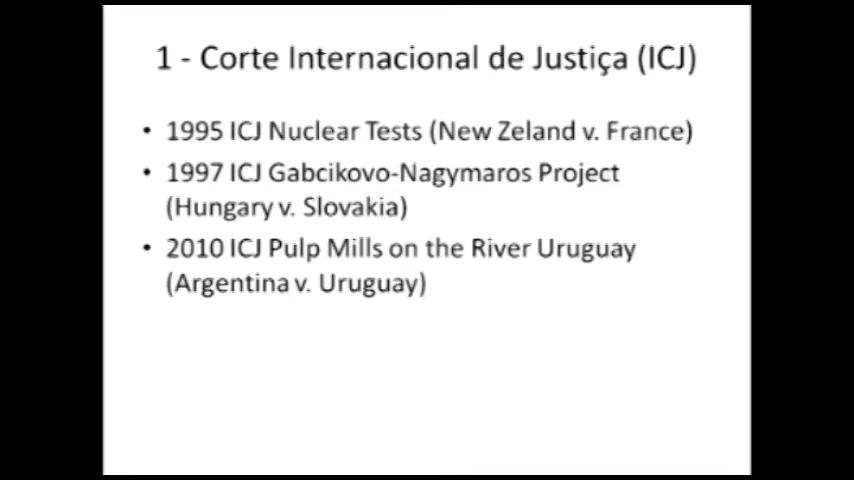 1 - Corte Internacional de Justiça (ICJ)
• 1995 ICJ Nuclear Tests (New Zeland v. France)
• 1997 ICJ Gabcikovo-Nagymaros Project
(Hungary v. Slovakia)
• 2010 ICJ Pulp Mills on the River Uruguay
(Argentina v. Uruguay)